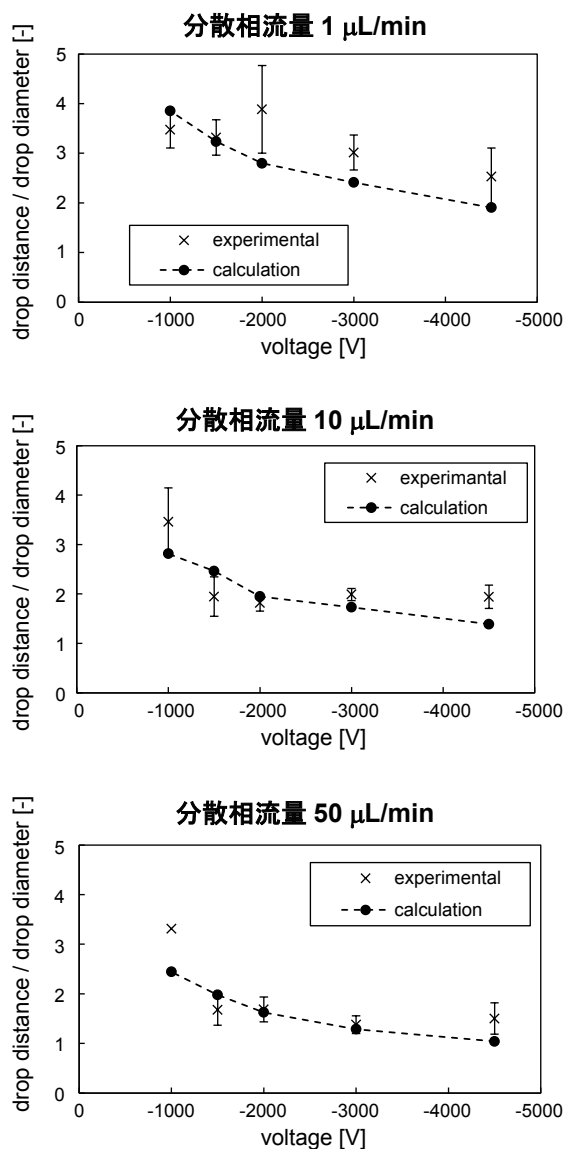 分散相流量 1 μL/min
drop distance / drop diameter [-]
5
4
3
2
1
0
experimental
calculation
0 -1000 -2000 -3000 -4000 -5000
voltage [V]
分散相流量 10 μL/min
drop distance / drop diameter [-]
5
4
3
2
1
0
experimantal
calculation
0 -1000 -2000 -3000 -4000 -5000
voltage [V]
分散相流量 50 μL/min
drop distance / drop diameter [-]
5
4
3
2
1
0
experimental
calculation
0 -1000 -2000 -3000 -4000 -5000
voltage [V]